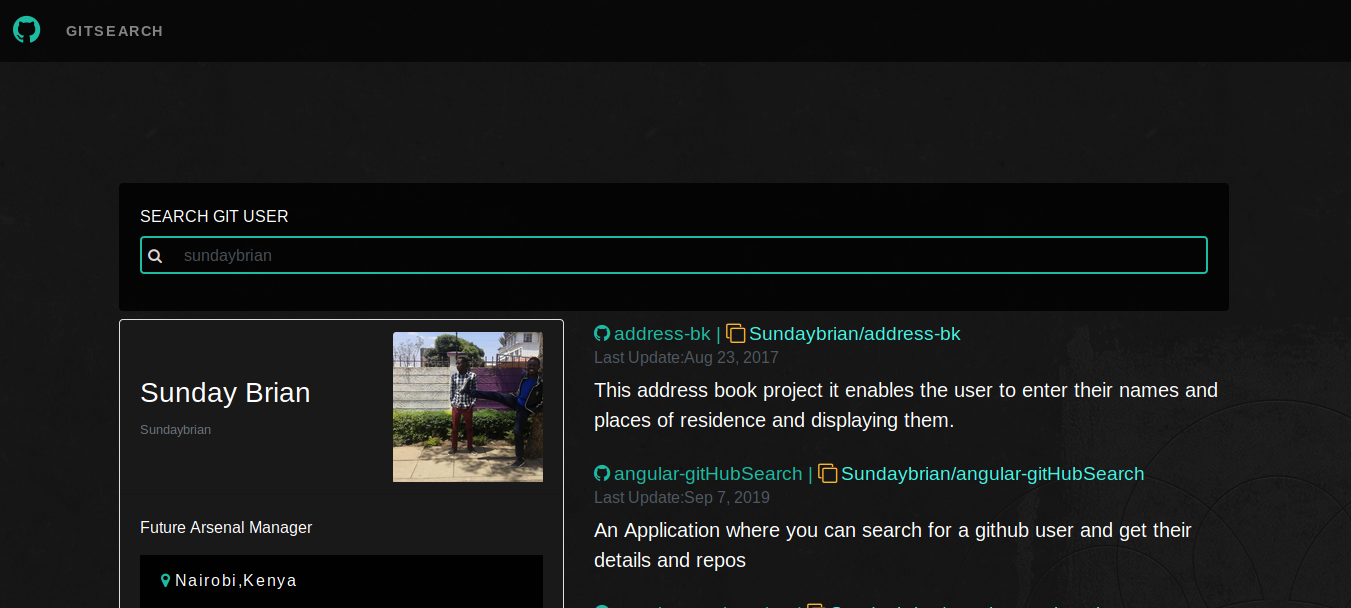 GITSEARCH
SEARCH GIT USER
sundaybrian
Sunday Brian
Sundaybrian
Future Arsenal Manager
Nairobi,Kenya
address-bk | Sundaybrian/address-bk
Last Update:Aug 23, 2017
This address book project it enables the user to enter their names and
places of residence and displaying them.
angular-gitHubSearch | Sundaybrian/angular-gitHubSearch
Last Update:Sep 7, 2019
An Application where you can search for a github user and get their
details and repos